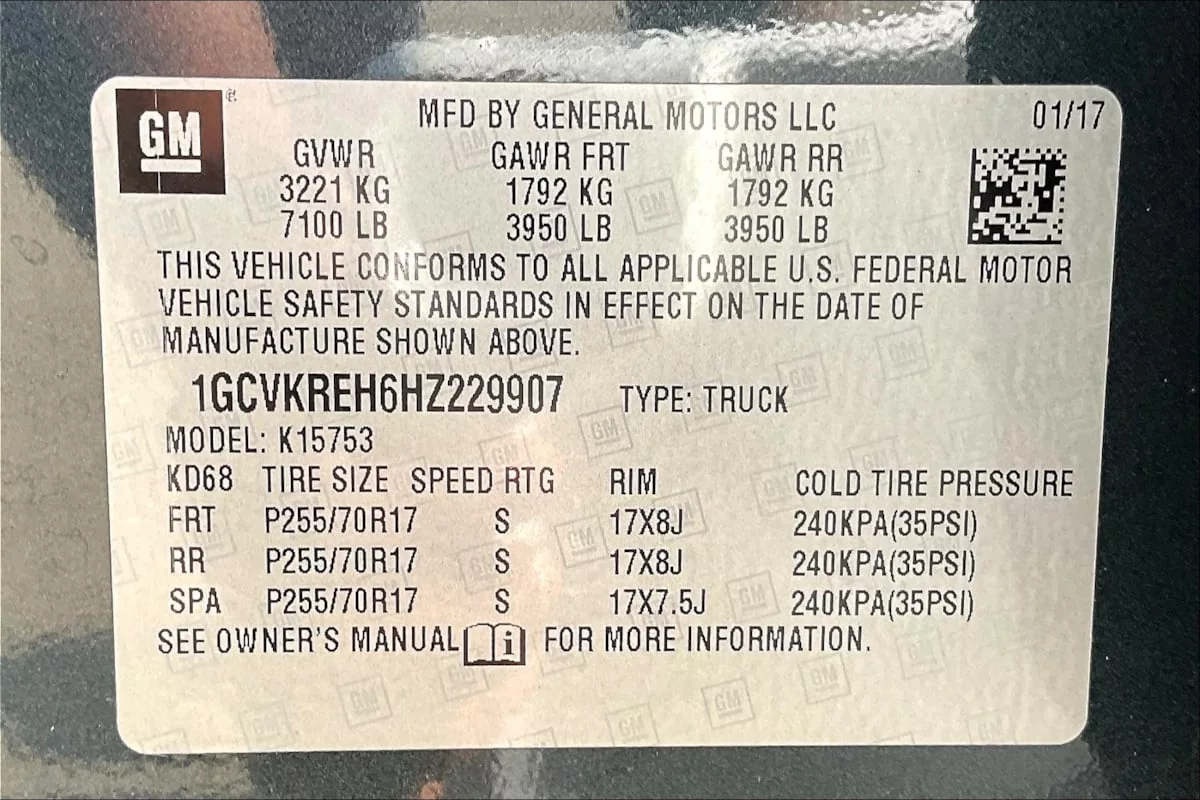 GM
MFD BY GENERAL MOTORS LLC 01/17
GVWR GAWR FRT GAWR RR
3221 KG 1792 KG 1792 KG
7100 LB 3950 LB 3950 LB
THIS VEHICLE CONFORMS TO ALL APPLICABLE U.S. FEDERAL MOTOR
VEHICLE SAFETY STANDARDS IN EFFECT ON THE DATE OF
MANUFACTURE SHOWN ABOVE.
1GCVKREH6HZ229907 TYPE: TRUCK
MODEL: K15753
KD68 TIRE SIZE SPEED RTG RIM COLD TIRE PRESSURE
FRT P255/70R17 S 17X8J 240KPA(35PSI)
RR P255/70R17 S 17X8J 240KPA(35PSI)
SPA P255/70R17 S 17X7.5J 240KPA(35PSI)
SEE OWNER'S MANUAL i FOR MORE INFORMATION.